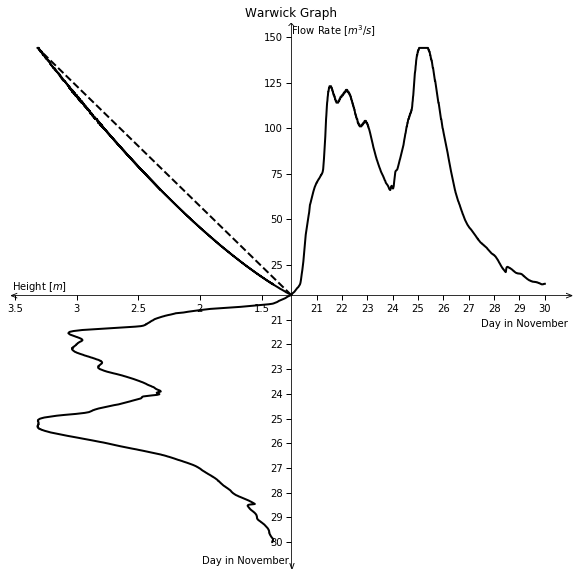 Warwick Graph
Flow Rate [m³/s]
150
125
100
75
50
25
Height [m]
3.5 3 2.5 2 1.5
21 22 23 24 25 26 27 28 29 30
Day in November
21
22
23
24
25
26
27
28
29
30
Day in November